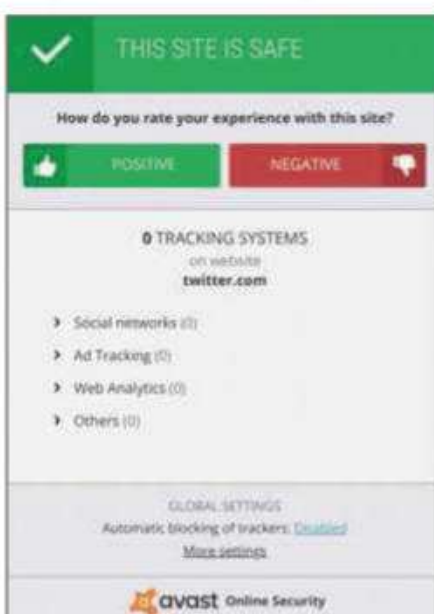 THIS SITE IS SAFE
How do you rate your experience with this site?
POSITIVE NEGATIVE
0 TRACKING SYSTEMS
on website
twitter.com
Social networks (0)
Ad Tracking (0)
Web Analytics (0)
Others (0)
GLOBAL SETTINGS
Automatic blocking of trackers: Disabled
More settings
avast Online Security